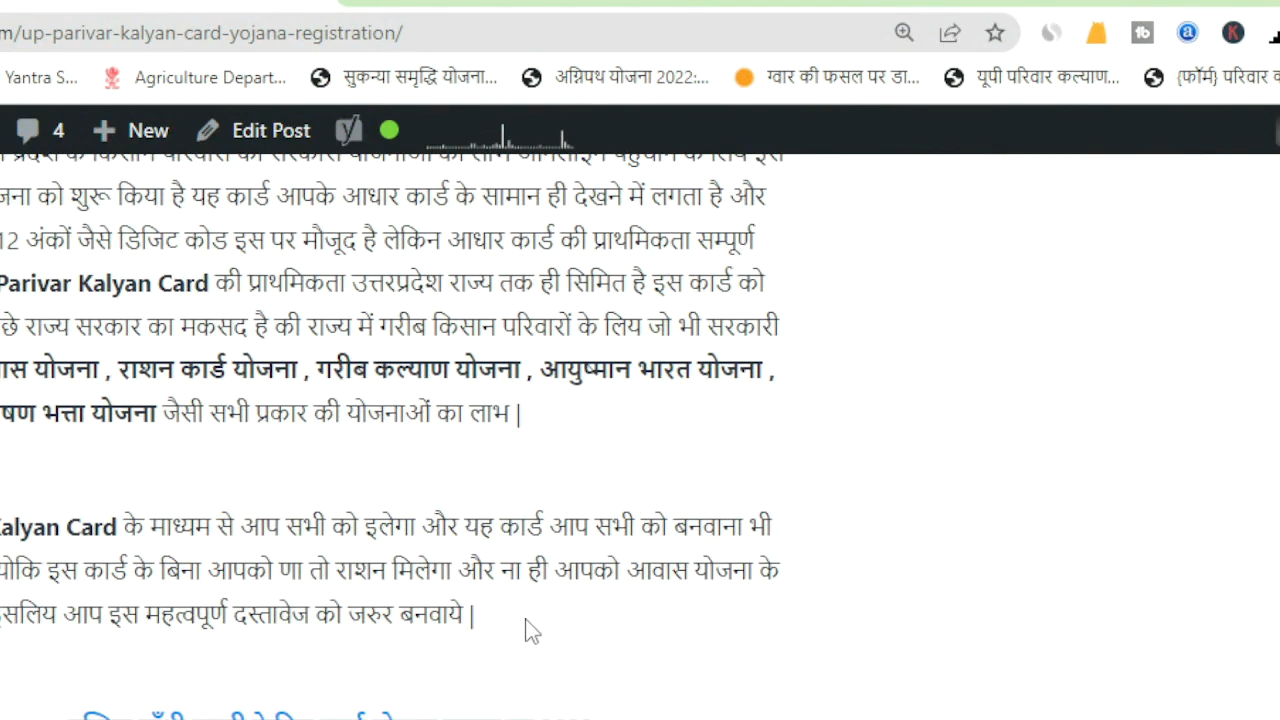 m/up-parivar-kalyan-card-yojana-registration/
Yantra S... Agriculture Depart... सुकन्या समृद्धि योजना... अग्निपथ योजना 2022:... ग्वार की फसल पर डा... यूपी परिवार कल्याण... {फॉर्म} परिवार
4 New Edit Post
जना को शुरू किया है यह कार्ड आपके आधार कार्ड के सामान ही देखने में लगता है और
12 अंकों जैसे डिजिट कोड इस पर मौजूद है लेकिन आधार कार्ड की प्राथमिकता सम्पूर्ण
Parivar Kalyan Card की प्राथमिकता उत्तरप्रदेश राज्य तक ही सिमित है इस कार्ड को
छे राज्य सरकार का मकसद है की राज्य में गरीब किसान परिवारों के लिय जो भी सरकारी
ास योजना , राशन कार्ड योजना , गरीब कल्याण योजना , आयुष्मान भारत योजना ,
षण भत्ता योजना जैसी सभी प्रकार की योजनाओं का लाभ |
Kalyan Card के माध्यम से आप सभी को इलेगा और यह कार्ड आप सभी को बनवाना भी
योकि इस कार्ड के बिना आपको णा तो राशन मिलेगा और ना ही आपको आवास योजना के
इसलिय आप इस महत्वपूर्ण दस्तावेज को जरुर बनवाये |